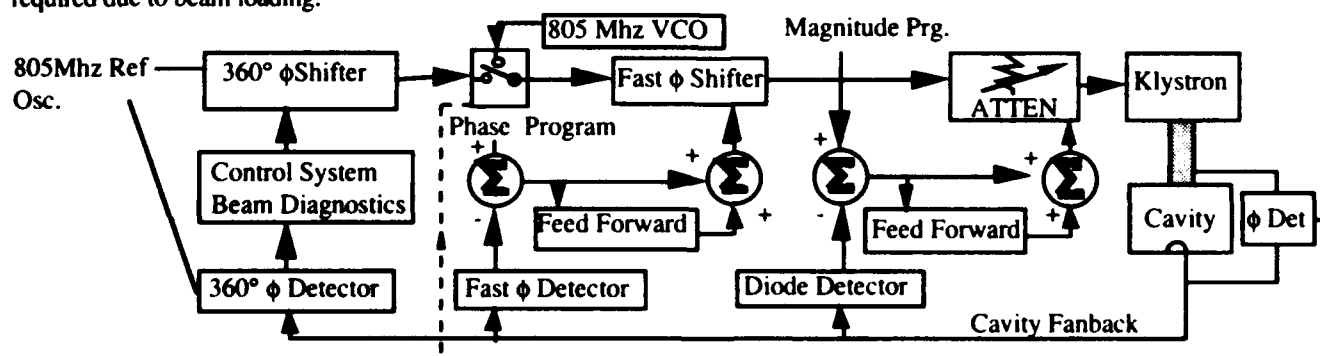 required due to beam loading.
805 Mhz VCO
Magnitude Prg.
805Mhz Ref
Osc.
360° ϕShifter
Fast ϕ Shifter
ATTEN
Klystron
Phase Program
+
Σ
-
+
Σ
+
+
Σ
-
+
Σ
+
Control System
Beam Diagnostics
Feed Forward
Feed Forward
Cavity
ϕ Det
360° ϕ Detector
Fast ϕ Detector
Diode Detector
Cavity Fanback